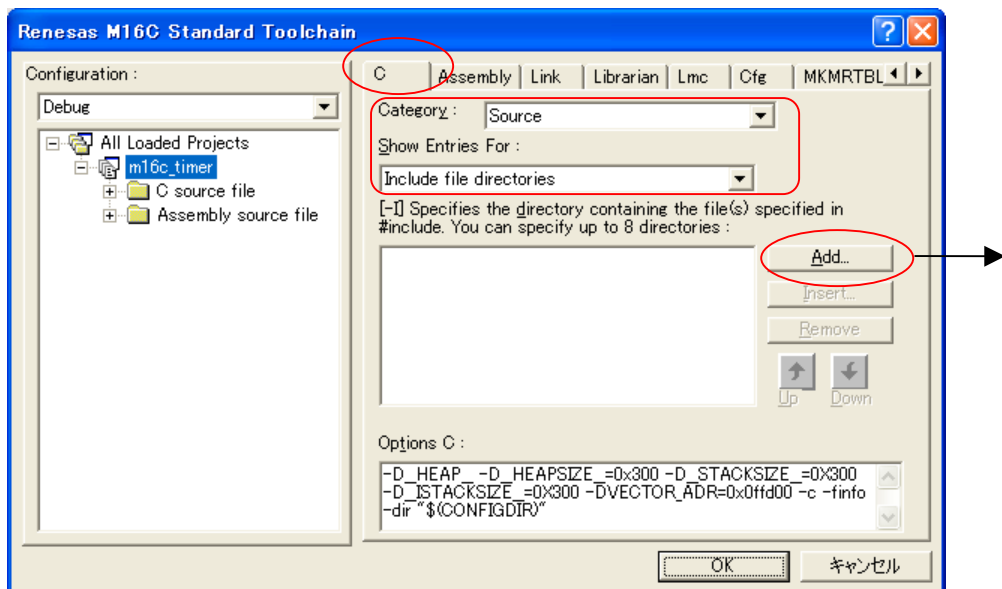 Renesas M16C Standard Toolchain
Configuration :
Debug
All Loaded Projects
m16c_timer
C source file
Assembly source file
C Assembly Link Librarian Lmc Cfg MKMRTBL
Category : Source
Show Entries For :
Include file directories
[-I] Specifies the directory containing the file(s) specified in
#include. You can specify up to 8 directories :
Add...
Insert...
Remove
Up Down
Options C :
-D_HEAP_ -D_HEAPSIZE_=0x300 -D_STACKSIZE_=0X300
-D_ISTACKSIZE_=0X300 -DVECTOR_ADR=0x0ffd00 -c -finfo
-dir "$(CONFIGDIR)"
OK キャンセル